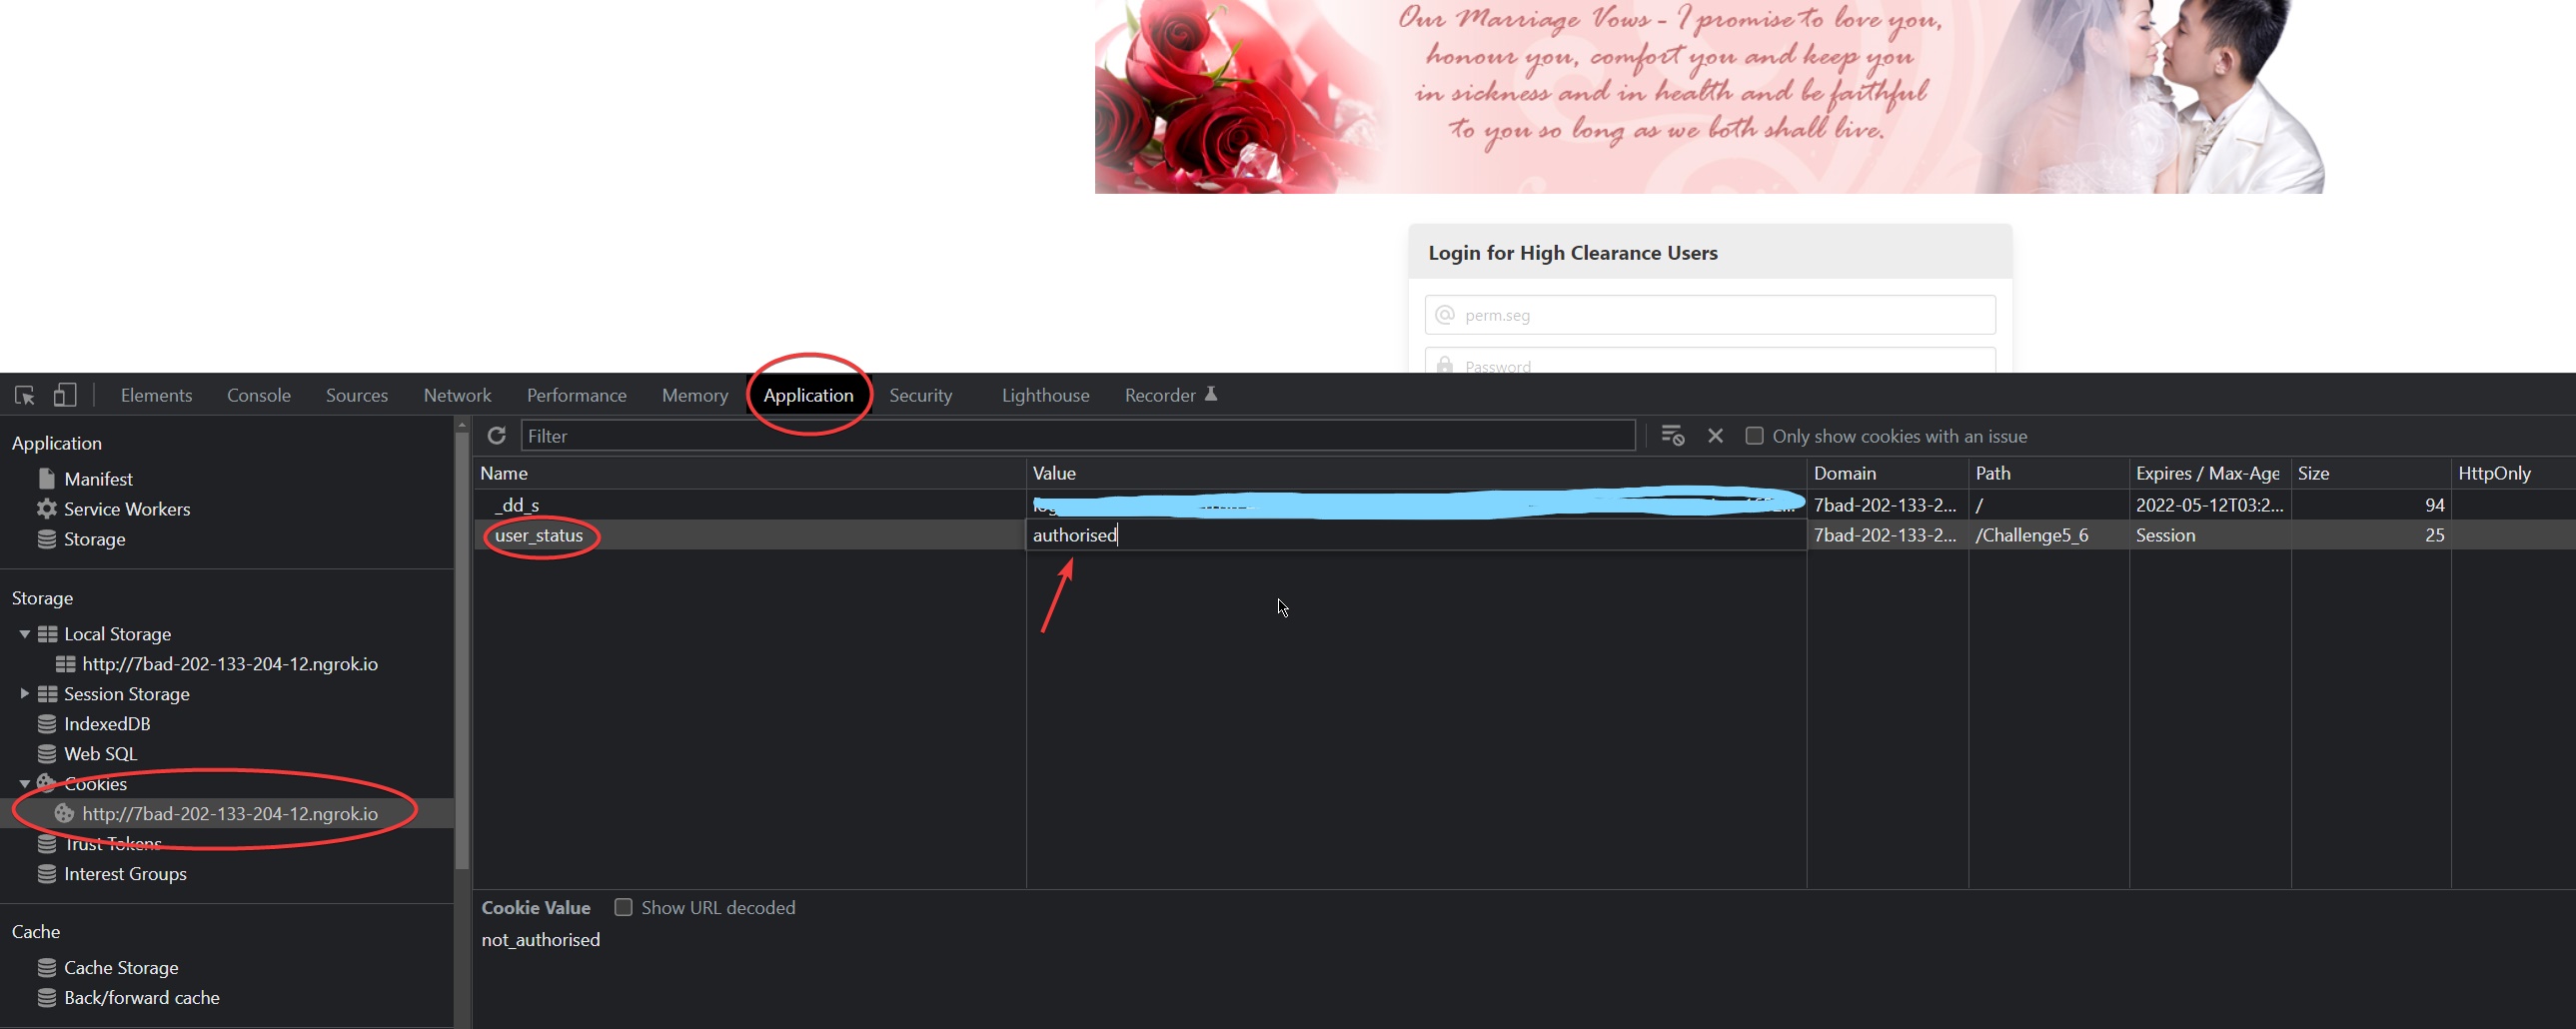 Our Marriage Vows - I promise to love you,
honour you, comfort you and keep you
in sickness and in health and be faithful
to you so long as we both shall live.
Login for High Clearance Users
perm.seg
Password
Elements Console Sources Network Performance Memory Application Security Lighthouse Recorder
Application
Manifest
Service Workers
Storage
Storage
Local Storage
http://7bad-202-133-204-12.ngrok.io
Session Storage
IndexedDB
Web SQL
Cookies
http://7bad-202-133-204-12.ngrok.io
Trust Tokens
Interest Groups
Cache
Cache Storage
Back/forward cache
Filter Only show cookies with an issue
Name Value Domain Path Expires / Max-Age Size HttpOnly
_dd_s 7bad-202-133-2... / 2022-05-12T03:2... 94
user_status authorised 7bad-202-133-2... /Challenge5_6 Session 25
Cookie Value Show URL decoded
not_authorised